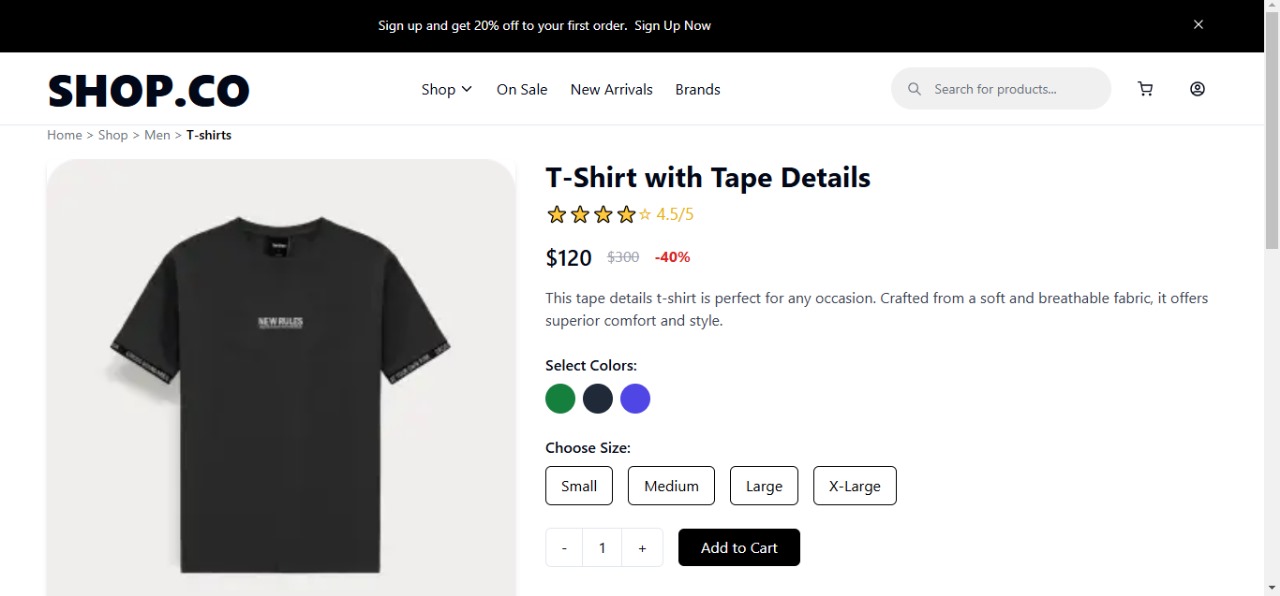 Sign up and get 20% off to your first order. Sign Up Now
SHOP.CO
Shop
On Sale
New Arrivals
Brands
Search for products...
Home > Shop > Men > T-shirts
NEW RULES
T-Shirt with Tape Details
4.5/5
$120 $300 -40%
This tape details t-shirt is perfect for any occasion. Crafted from a soft and breathable fabric, it offers
superior comfort and style.
Select Colors:
Choose Size:
Small
Medium
Large
X-Large
- 1 +
Add to Cart